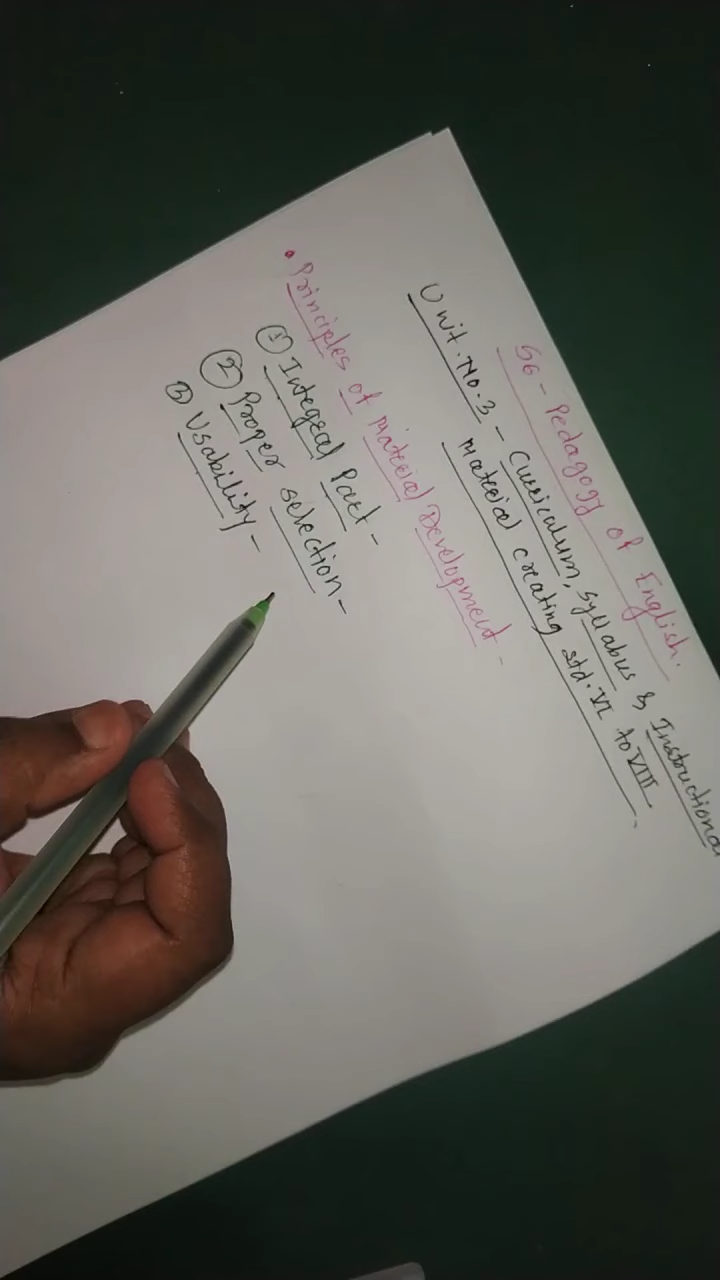 S6 - Pedagogy of English.
Unit. No. 3 - Curriculum, syllabus & Instructional
Material creating std. VI to VIII.
• Principles of Material Development -
① Integral Part -
② Proper selection -
③ Usability -